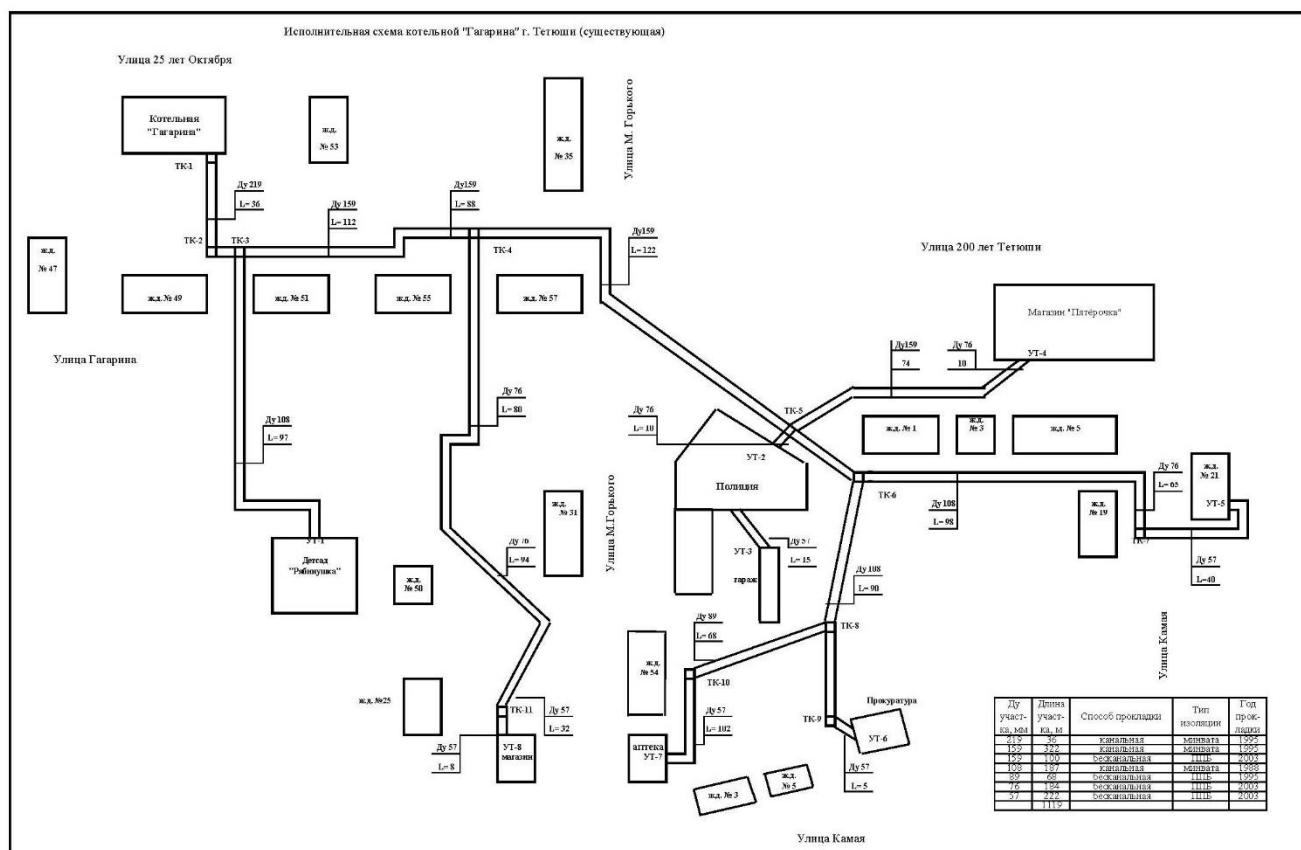 Исполнительная схема котельной "Гагарина" г. Тетюши (существующая)
Улица 25 лет Октября
Котельная
"Гагарина"
ж.д.
№ 53
ж.д.
№ 35
Улица М. Горького
ТК-1
Ду 219
L= 36
Ду 159
L= 112
Ду159
L= 88
ТК-2
ТК-3
ТК-4
Ду159
L= 122
ж.д.
№ 47
ж.д. № 49
ж.д. № 51
ж.д. № 55
ж.д. № 57
Улица 200 лет Тетюши
Магазин "Пятёрочка"
УТ-4
Улица Гагарина
Ду159
74
Ду 76
10
Ду 76
L= 80
Ду 76
L= 10
ТК-5
УТ-2
ж.д. № 1
ж.д.
№ 3
ж.д. № 5
Ду 108
L= 97
Полиция
ТК-6
Ду 108
L= 98
Ду 76
L= 65
ж.д.
№ 21
УТ-5
ж.д.
№ 19
ТК-7
Ду 57
L=40
ж.д.
№ 31
Улица М.Горького
УТ-1
Детсад
"Рябинушка"
Ду 76
L= 94
ж.д.
№ 50
УТ-3
гараж
Ду 57
L= 15
Ду 108
L= 90
Ду 89
L= 68
ТК-8
Улица Камая
ж.д.
№ 54
ТК-10
ж.д. №25
ТК-11
Ду 57
L= 32
Ду 57
L= 102
ТК-9
Прокуратура
УТ-6
Ду 57
L= 8
УТ-8
магазин
аптека
УТ-7
Ду 57
L= 5
ж.д. № 3
ж.д.
№ 5
Улица Камая
Ду участ-ка, мм Длина участ-ка, м Способ прокладки Тип изоляции Год прок-ладки
219 36 канальная минвата 1995
159 322 канальная минвата 1995
159 100 бесканальная ППБ 2003
108 187 канальная минвата 1988
89 68 бесканальная ППБ 1995
76 184 бесканальная ППБ 2003
57 222 бесканальная ППБ 2003
1119